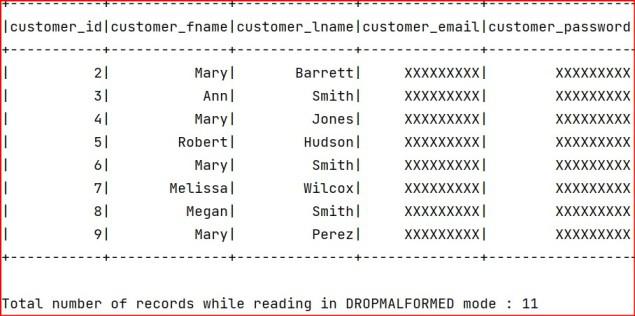 +-----------+--------------+--------------+--------------+-----------------
|customer_id|customer_fname|customer_lname|customer_email|customer_password
+-----------+--------------+--------------+--------------+-----------------
|          2|          Mary|       Barrett|     XXXXXXXXX|        XXXXXXXXX
|          3|           Ann|         Smith|     XXXXXXXXX|        XXXXXXXXX
|          4|          Mary|         Jones|     XXXXXXXXX|        XXXXXXXXX
|          5|        Robert|        Hudson|     XXXXXXXXX|        XXXXXXXXX
|          6|          Mary|         Smith|     XXXXXXXXX|        XXXXXXXXX
|          7|       Melissa|        Wilcox|     XXXXXXXXX|        XXXXXXXXX
|          8|         Megan|         Smith|     XXXXXXXXX|        XXXXXXXXX
|          9|          Mary|         Perez|     XXXXXXXXX|        XXXXXXXXX
+-----------+--------------+--------------+--------------+-----------------
Total number of records while reading in DROPMALFORMED mode : 11